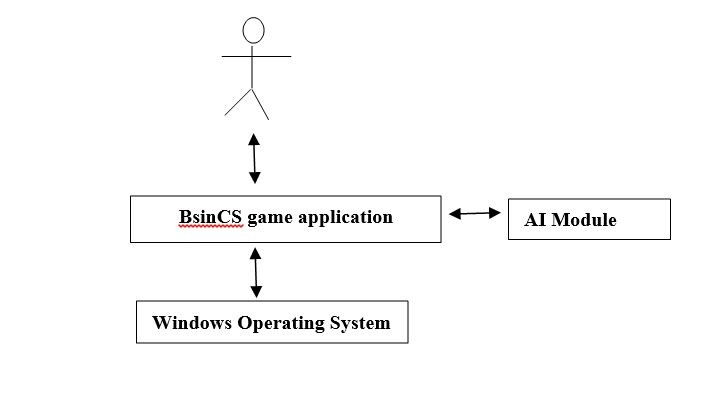 BsinCS game application
AI Module
Windows Operating System